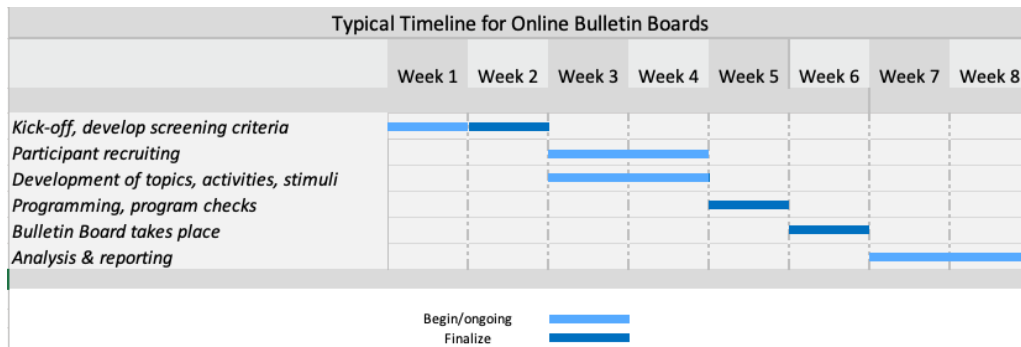 Typical Timeline for Online Bulletin Boards
Week 1 Week 2 Week 3 Week 4 Week 5 Week 6 Week 7 Week 8
Kick-off, develop screening criteria
Participant recruiting
Development of topics, activities, stimuli
Programming, program checks
Bulletin Board takes place
Analysis & reporting
Begin/ongoing
Finalize